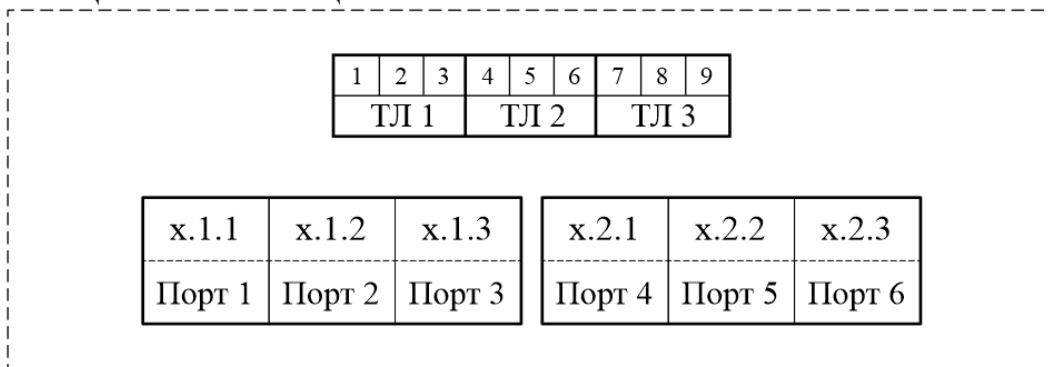 1 2 3 4 5 6 7 8 9
ТЛ 1 ТЛ 2 ТЛ 3
x.1.1 x.1.2 x.1.3 x.2.1 x.2.2 x.2.3
Порт 1 Порт 2 Порт 3 Порт 4 Порт 5 Порт 6